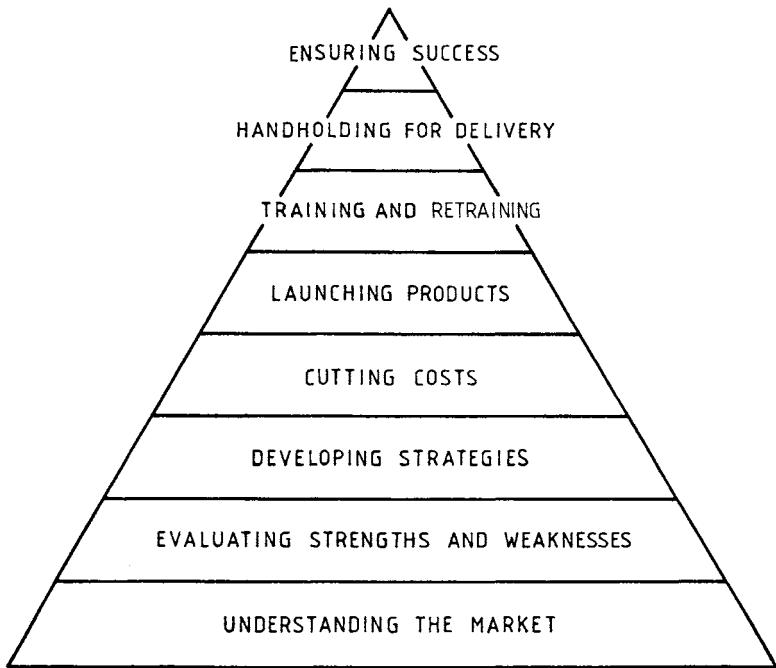 ENSURING SUCCESS
HANDHOLDING FOR DELIVERY
TRAINING AND RETRAINING
LAUNCHING PRODUCTS
CUTTING COSTS
DEVELOPING STRATEGIES
EVALUATING STRENGTHS AND WEAKNESSES
UNDERSTANDING THE MARKET